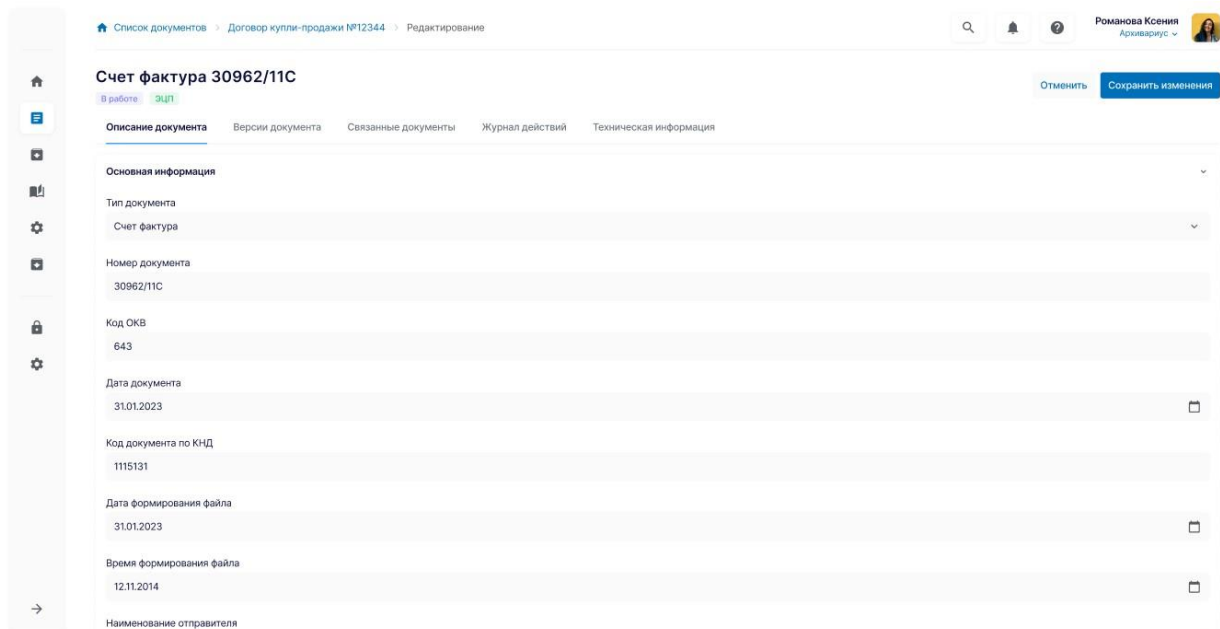 Список документов > Договор купли-продажи №12344 > Редактирование
Романова Ксения
Архивариус
Счет фактура 30962/11С
Отменить
Сохранить изменения
В работе ЭЦП
Описание документа Версии документа Связанные документы Журнал действий Техническая информация
Основная информация
Тип документа
Счет фактура
Номер документа
30962/11С
Код ОКВ
643
Дата документа
31.01.2023
Код документа по КНД
1115131
Дата формирования файла
31.01.2023
Время формирования файла
12.11.2014
Наименование отправителя